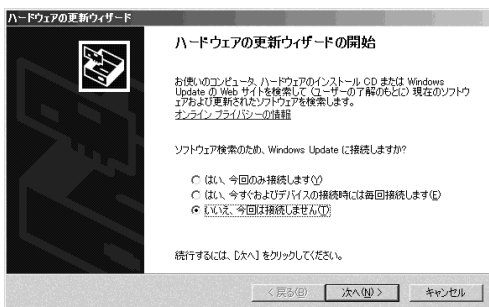 ハードウェアの更新ウィザード
ハードウェアの更新ウィザードの開始
お使いのコンピュータ、ハードウェアのインストール CD または Windows
Update の Web サイトを検索して（ユーザーの了解のもとに）現在のソフトウ
ェアおよび更新されたソフトウェアを検索します。
オンライン プライバシーの情報
ソフトウェア検索のため、Windows Update に接続しますか?
はい、今回のみ接続します(Y)
はい、今すぐおよびデバイスの接続時には毎回接続します(E)
いいえ、今回は接続しません(T)
続行するには、[次へ] をクリックしてください。
< 戻る(B)
次へ(N) >
キャンセル